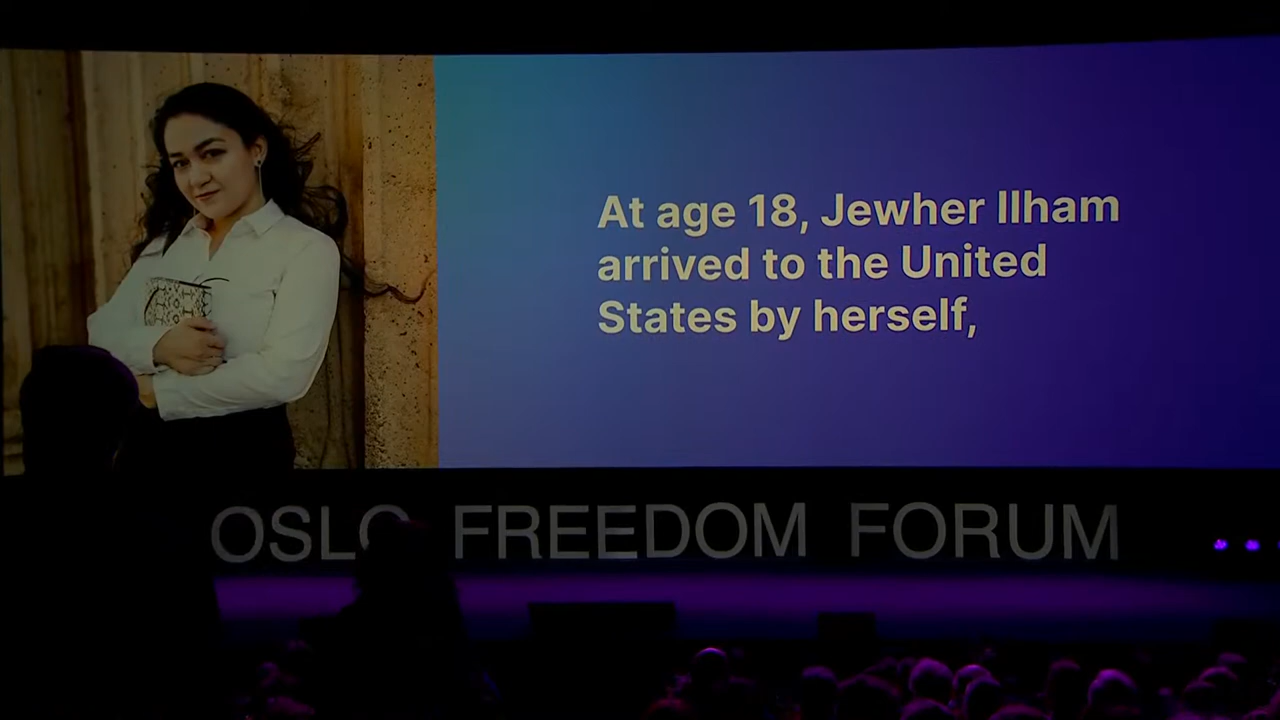 At age 18, Jewher Ilham
arrived to the United
States by herself,
OSLO FREEDOM FORUM